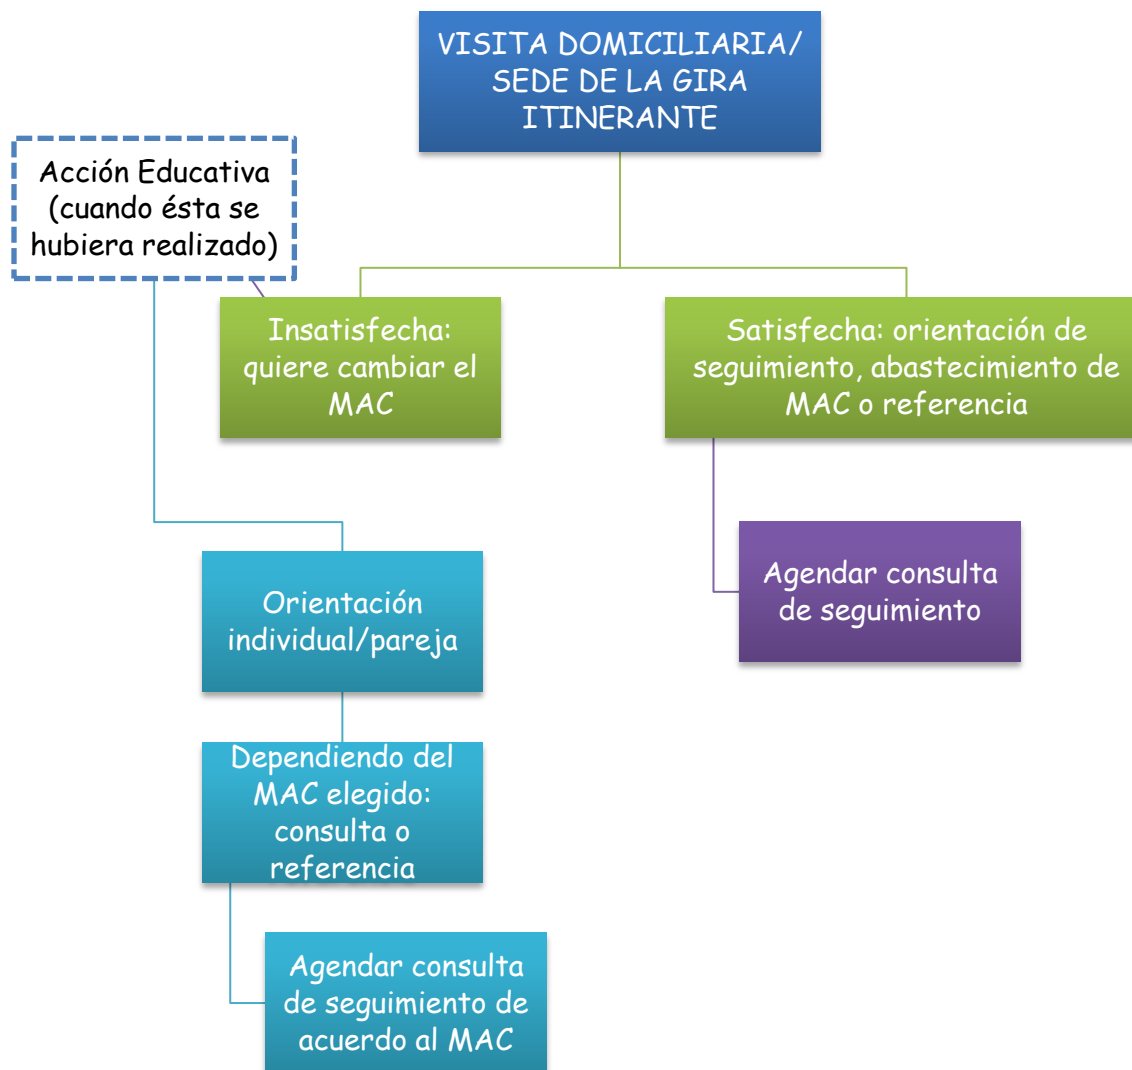 VISITA DOMICILIARIA/
SEDE DE LA GIRA
ITINERANTE
Acción Educativa
(cuando ésta se
hubiera realizado)
Insatisfecha:
quiere cambiar el
MAC
Satisfecha: orientación de
seguimiento, abastecimiento de
MAC o referencia
Agendar consulta
de seguimiento
Orientación
individual/pareja
Dependiendo del
MAC elegido:
consulta o
referencia
Agendar consulta
de seguimiento de
acuerdo al MAC